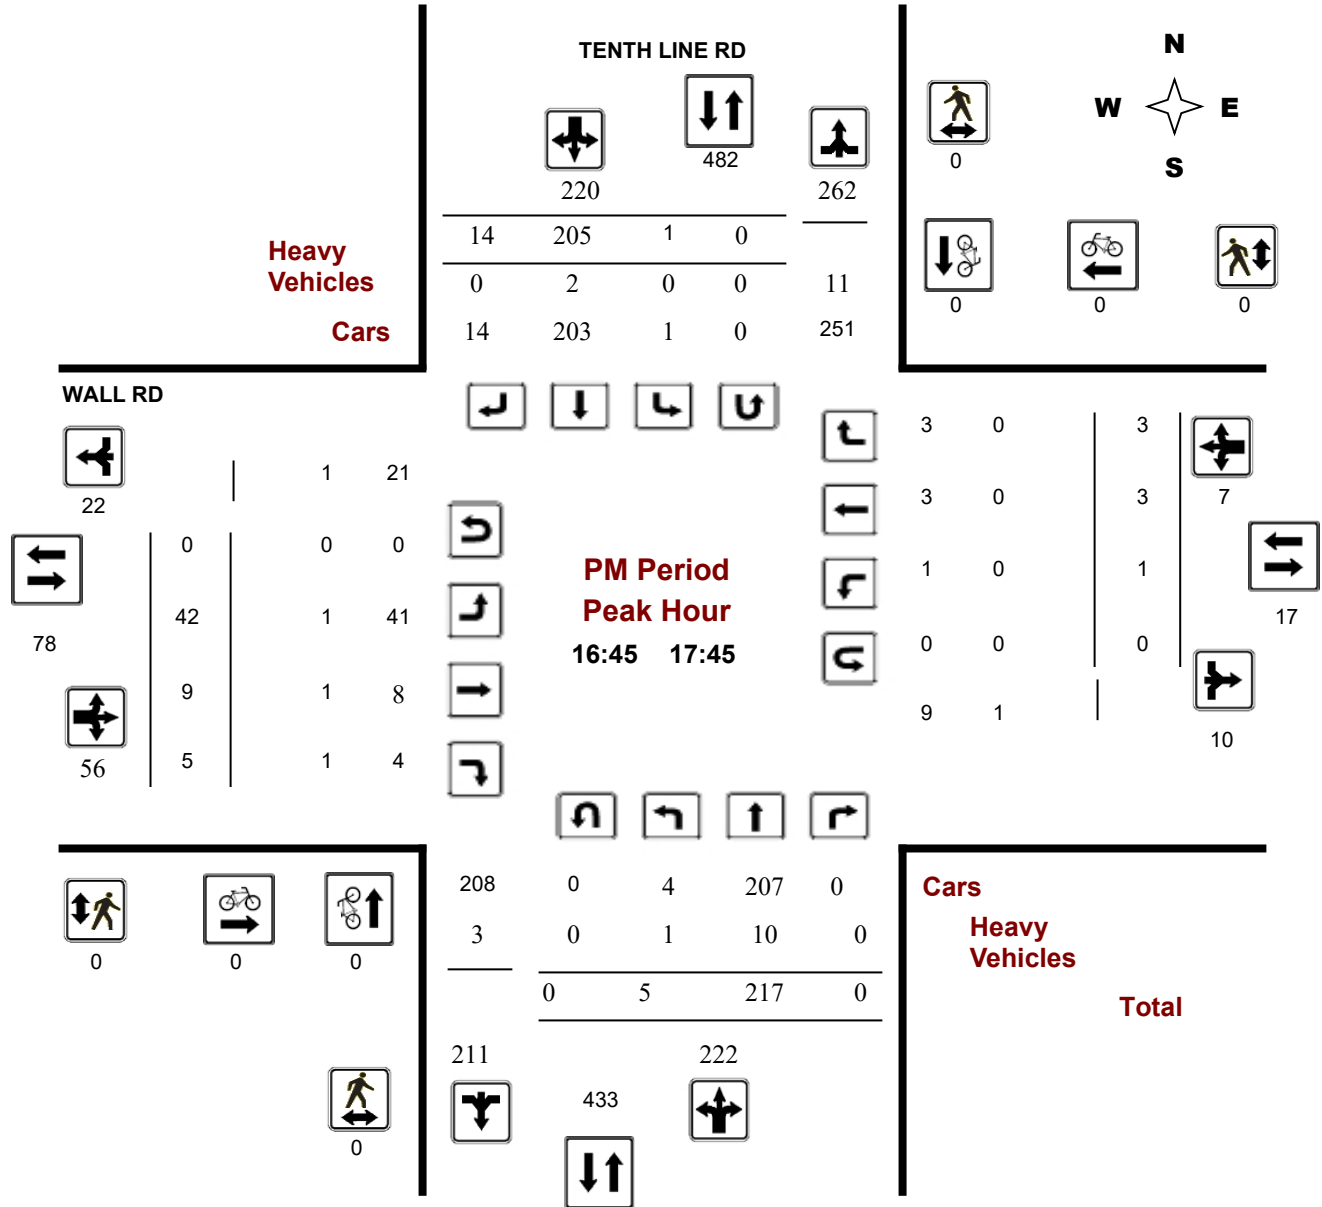 TENTH LINE RD
N
W E
S
482
0
220 262
14 205 1 0
Heavy
Vehicles
0 2 0 0 11
0 0 0
Cars
14 203 1 0 251
WALL RD
3 0 3
1 21
22
3 0 3
7
0 0 0
PM Period
Peak Hour
1 0 1
42 1 41
17
78
16:45 17:45
0 0 0
9 1 8
9 1
10
56
5 1 4
208 0 4 207 0
Cars
3 0 1 10 0
Heavy
Vehicles
0 0 0
0 5 217 0
Total
211 222
433
0